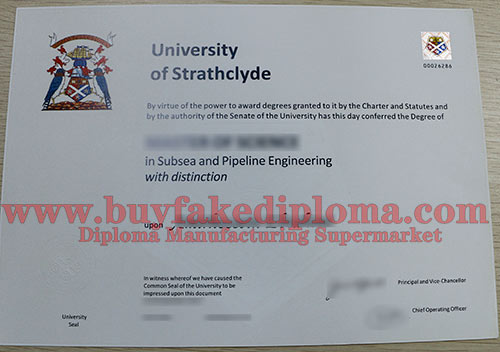 University
of Strathclyde
00026286
By virtue of the power to award degrees granted to it by the Charter and Statutes and
by the authority of the Senate of the University has this day conferred the Degree of
in Subsea and Pipeline Engineering
with distinction
www.buyfakediploma.com
upon
Diploma Manufacturing Supermarket
In witness whereof we have caused the
Common Seal of the University to be
impressed upon this document
Principal and Vice-Chancellor
Chief Operating Officer
University
Seal